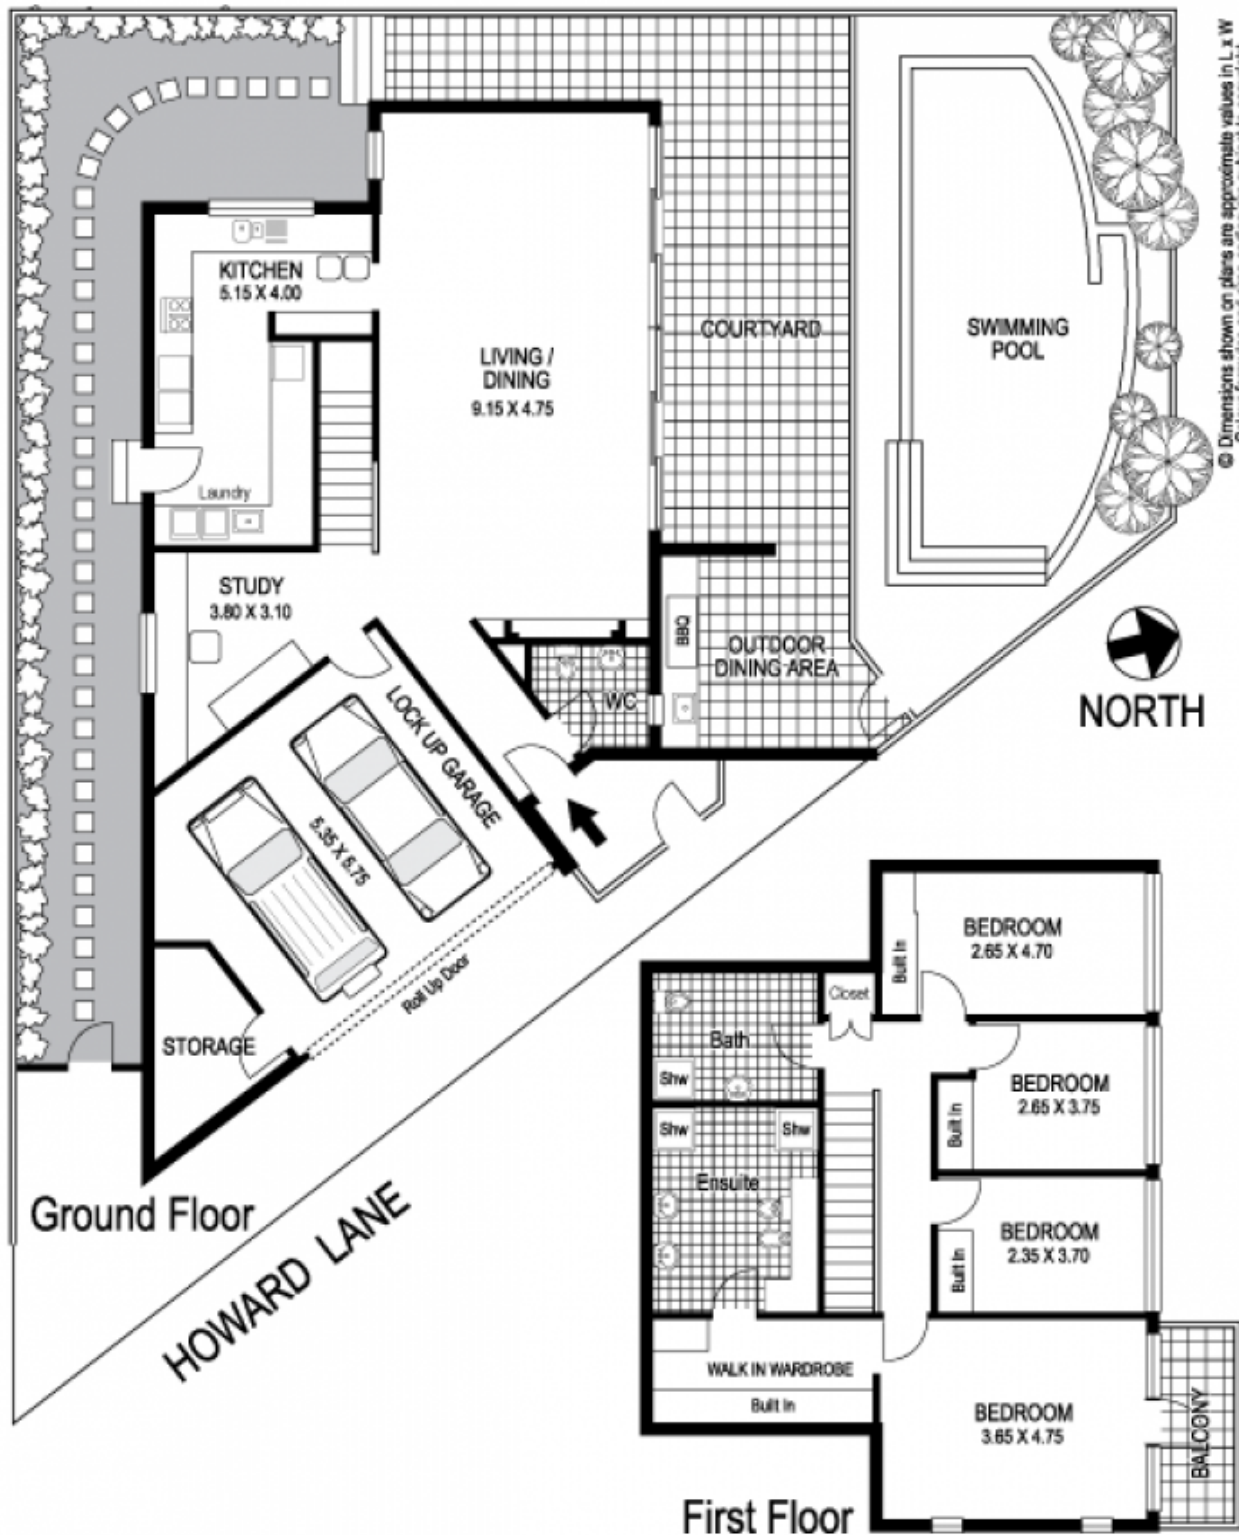 © Dimensions shown on plans are approximate values in L x W
KITCHEN
5.15 X 4.00
LIVING /
DINING
9.15 X 4.75
COURTYARD
SWIMMING
POOL
Laundry
STUDY
3.80 X 3.10
BBQ
OUTDOOR
DINING AREA
WC
NORTH
LOCK UP GARAGE
5.35 X 5.75
Roll Up Door
STORAGE
Ground Floor
HOWARD LANE
BEDROOM
2.65 X 4.70
Built In
Closet
Bath
Shw
BEDROOM
2.65 X 3.75
Built In
Shw
Shw
Ensuite
BEDROOM
2.35 X 3.70
Built In
WALK IN WARDROBE
Built In
BEDROOM
3.65 X 4.75
BALCONY
First Floor